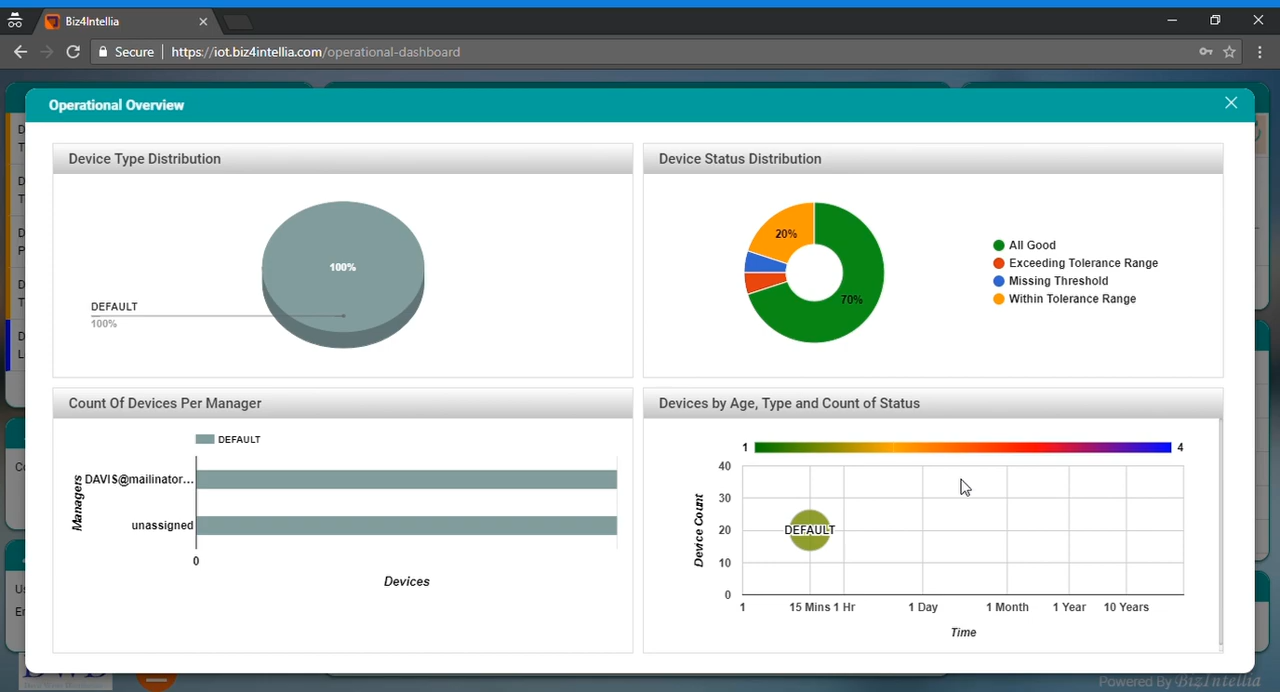 Biz4Intellia
Secure
https://iot.biz4intellia.com/operational-dashboard
Operational Overview
Device Type Distribution
100%
DEFAULT
100%
Device Status Distribution
20%
70%
All Good
Exceeding Tolerance Range
Missing Threshold
Within Tolerance Range
Count Of Devices Per Manager
DEFAULT
Managers
DAVIS@mailinator...
unassigned
0
Devices
Devices by Age, Type and Count of Status
1
4
Device Count
40
30
20
10
0
DEFAULT
1 15 Mins 1 Hr 1 Day 1 Month 1 Year 10 Years
Time
Powered By BizIntellia